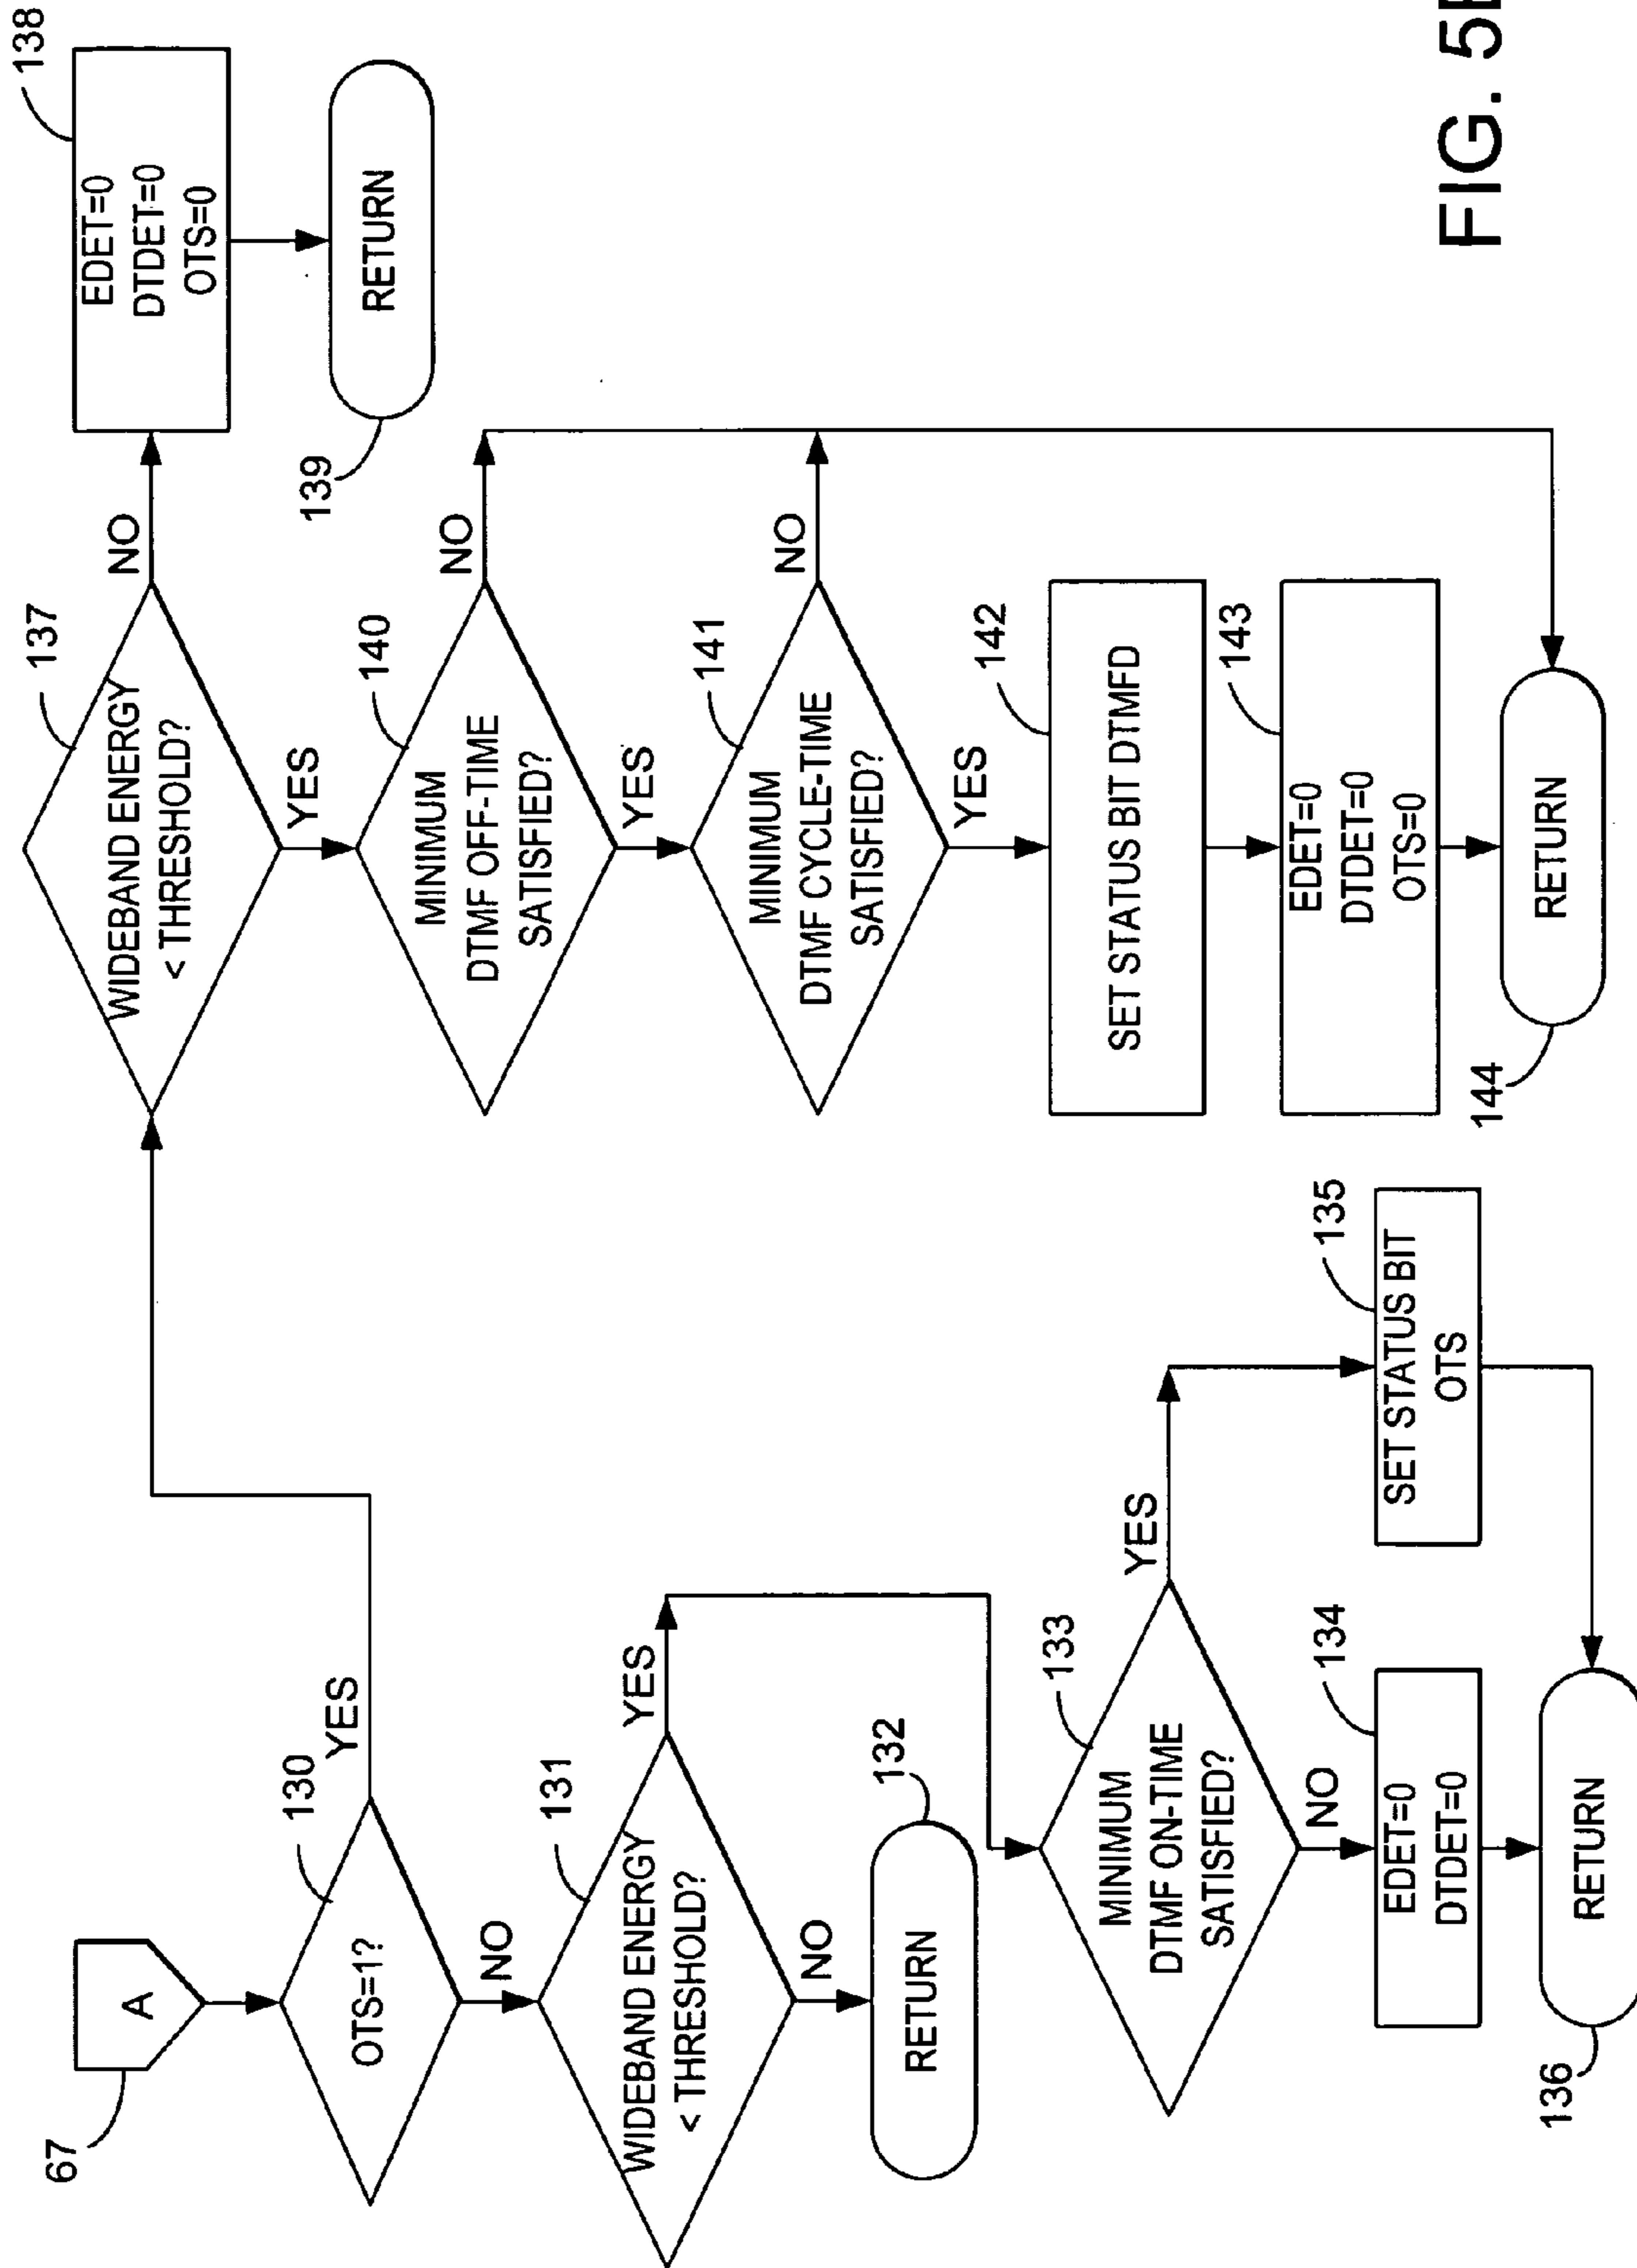 67
A
130
OTS=1?
YES
NO
131
WIDEBAND ENERGY
< THRESHOLD?
YES
NO
132
RETURN
133
MINIMUM
DTMF ON-TIME
SATISFIED?
YES
NO
134
EDET=0
DTDET=0
135
SET STATUS BIT
OTS
136
RETURN
137
WIDEBAND ENERGY
< THRESHOLD?
NO
YES
138
EDET=0
DTDET=0
OTS=0
139
RETURN
140
MINIMUM
DTMF OFF-TIME
SATISFIED?
NO
YES
141
MINIMUM
DTMF CYCLE-TIME
SATISFIED?
NO
YES
142
SET STATUS BIT DTMFD
143
EDET=0
DTDET=0
OTS=0
144
RETURN
FIG.